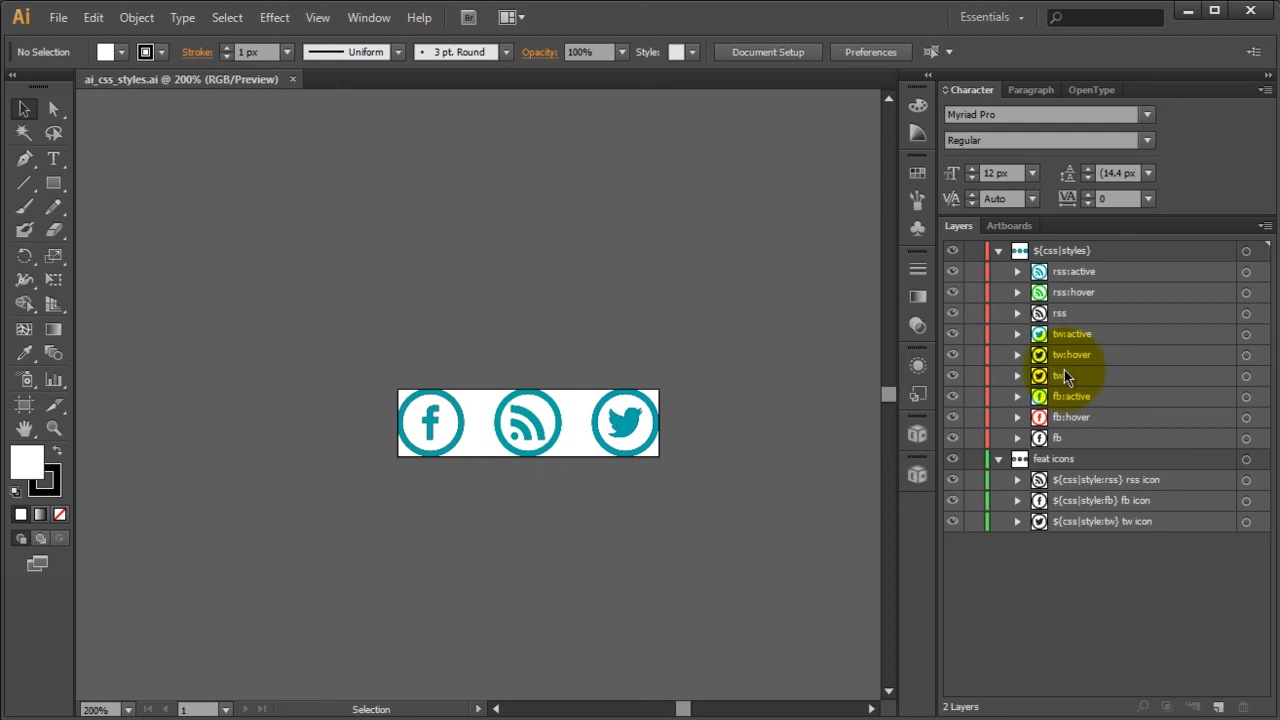 Ai File Edit Object Type Select Effect View Window Help Br Essentials
No Selection Stroke: 1 px Uniform 3 pt. Round Opacity: 100% Style: Document Setup Preferences
ai_css_styles.ai @ 200% (RGB/Preview)
Character Paragraph OpenType
Myriad Pro
Regular
12 px (14.4 px
Auto 0
Layers Artboards
${css|styles}
rss:active
rss:hover
rss
tw:active
tw:hover
tw
fb:active
fb:hover
fb
feat icons
${css|style:rss} rss icon
${css|style:fb} fb icon
${css|style:tw} tw icon
200% 1 Selection 2 Layers